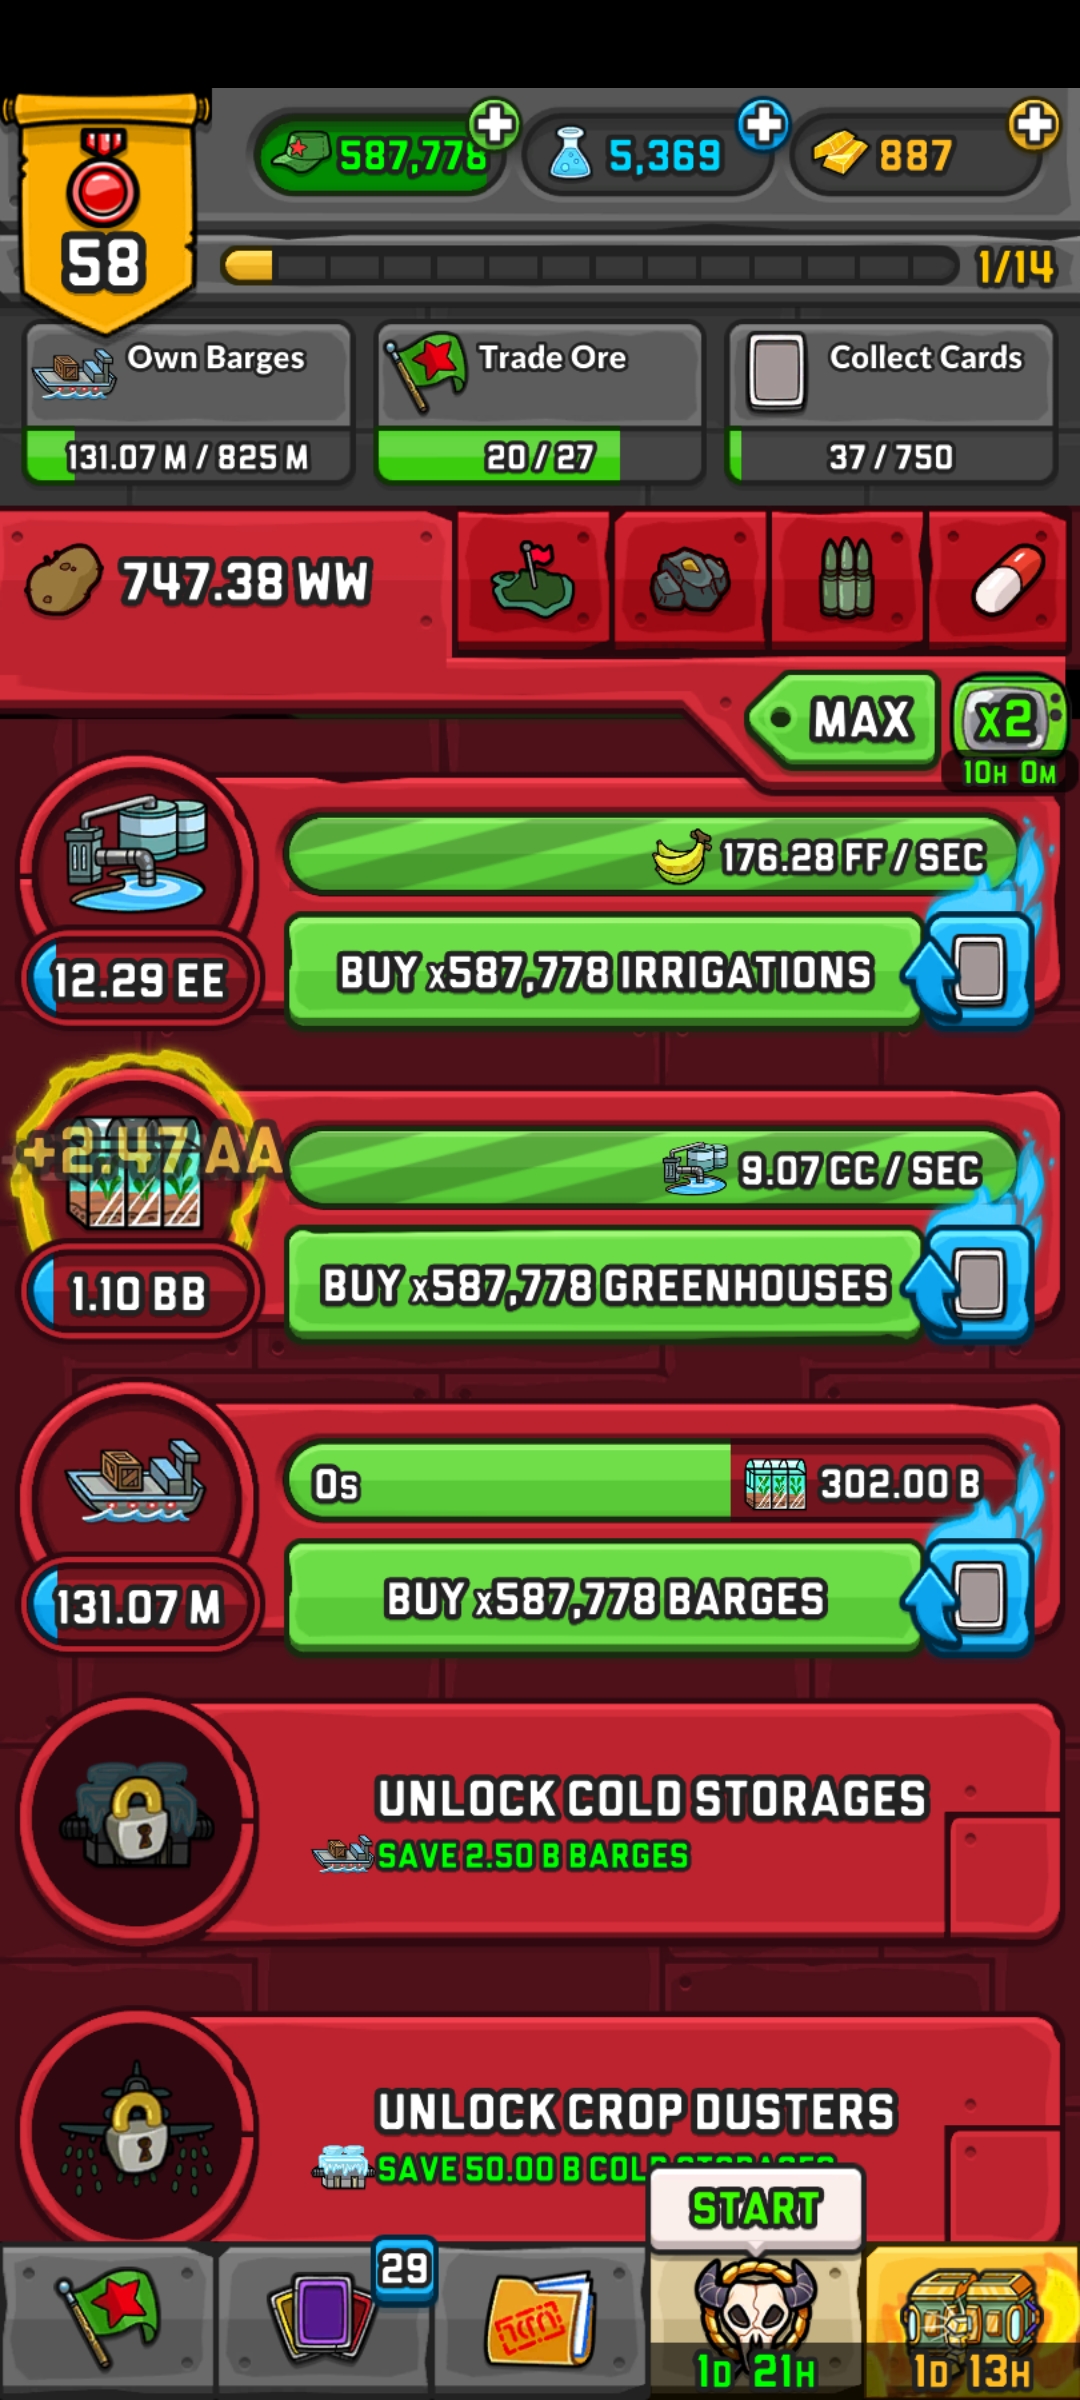 587,778
5,369
887
58
1/14
Own Barges
131.07 M / 825 M
Trade Ore
20 / 27
Collect Cards
37 / 750
747.38 WW
MAX
x2
10H 0M
176.28 FF / SEC
12.29 EE
BUY x587,778 IRRIGATIONS
+2.47 AA
9.07 CC / SEC
1.10 BB
BUY x587,778 GREENHOUSES
0s
302.00 B
131.07 M
BUY x587,778 BARGES
UNLOCK COLD STORAGES
SAVE 2.50 B BARGES
UNLOCK CROP DUSTERS
SAVE 50.00 B COLD STORAGES
START
29
1D 21H
1D 13H